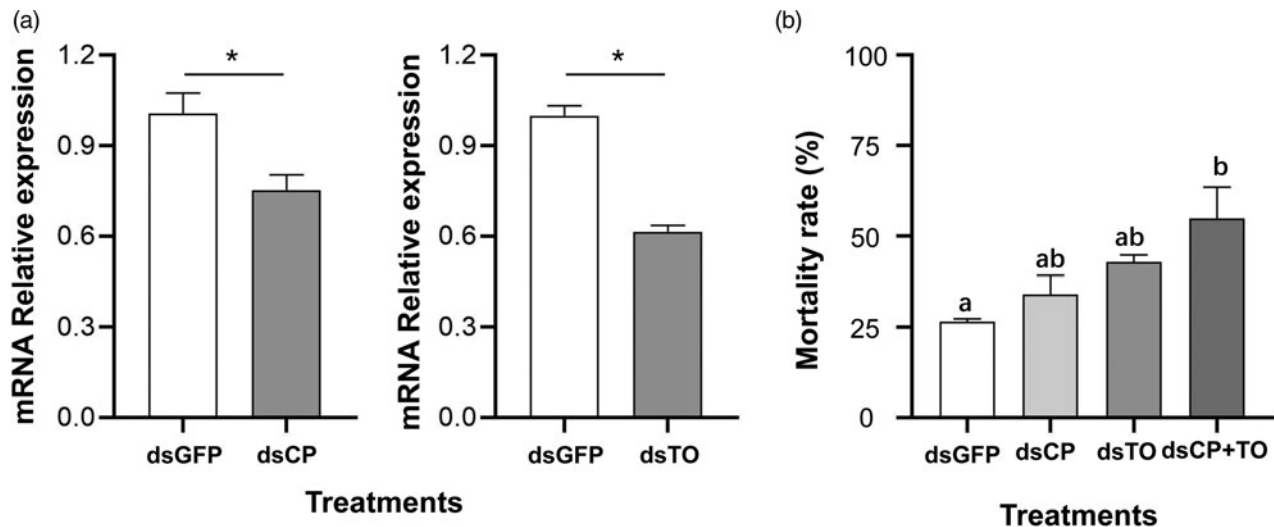 (a)
mRNA Relative expression
1.2
0.9
0.6
0.3
0.0
*
dsGFP dsCP
mRNA Relative expression
1.2
0.9
0.6
0.3
0.0
*
dsGFP dsTO
Treatments
(b)
Mortality rate (%)
100
75
50
25
0
a
ab
ab
b
dsGFP dsCP dsTO dsCP+TO
Treatments